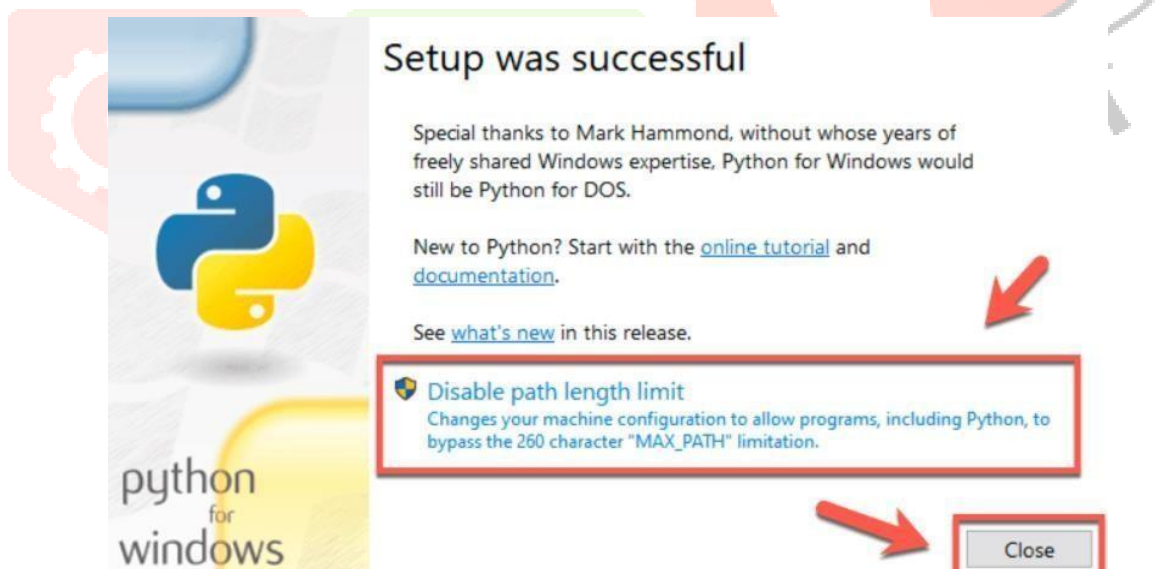 Setup was successful
Special thanks to Mark Hammond, without whose years of
freely shared Windows expertise, Python for Windows would
still be Python for DOS.
New to Python? Start with the online tutorial and
documentation.
See what's new in this release.
Disable path length limit
Changes your machine configuration to allow programs, including Python, to
bypass the 260 character "MAX_PATH" limitation.
python
for
windows
Close